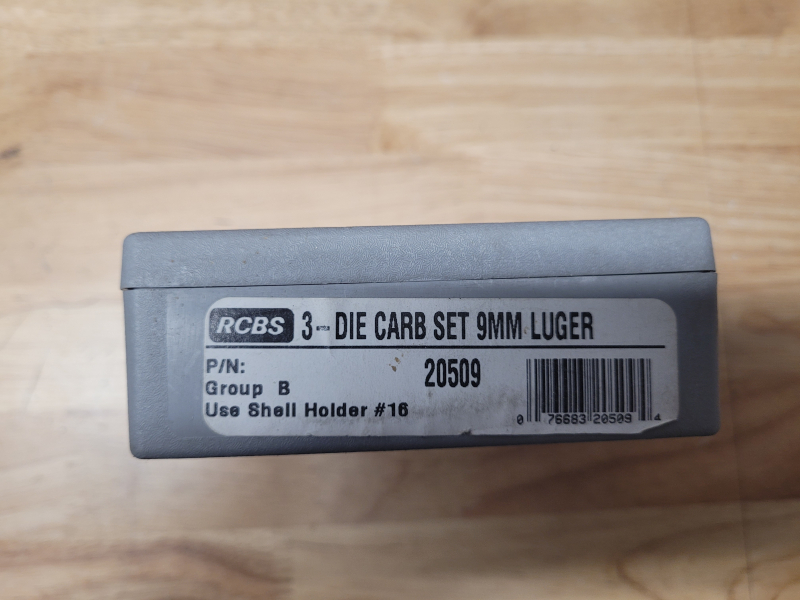 RCBS 3-DIE CARB SET 9MM LUGER
P/N: 20509
Group B
Use Shell Holder #16
0 76683 20509 4